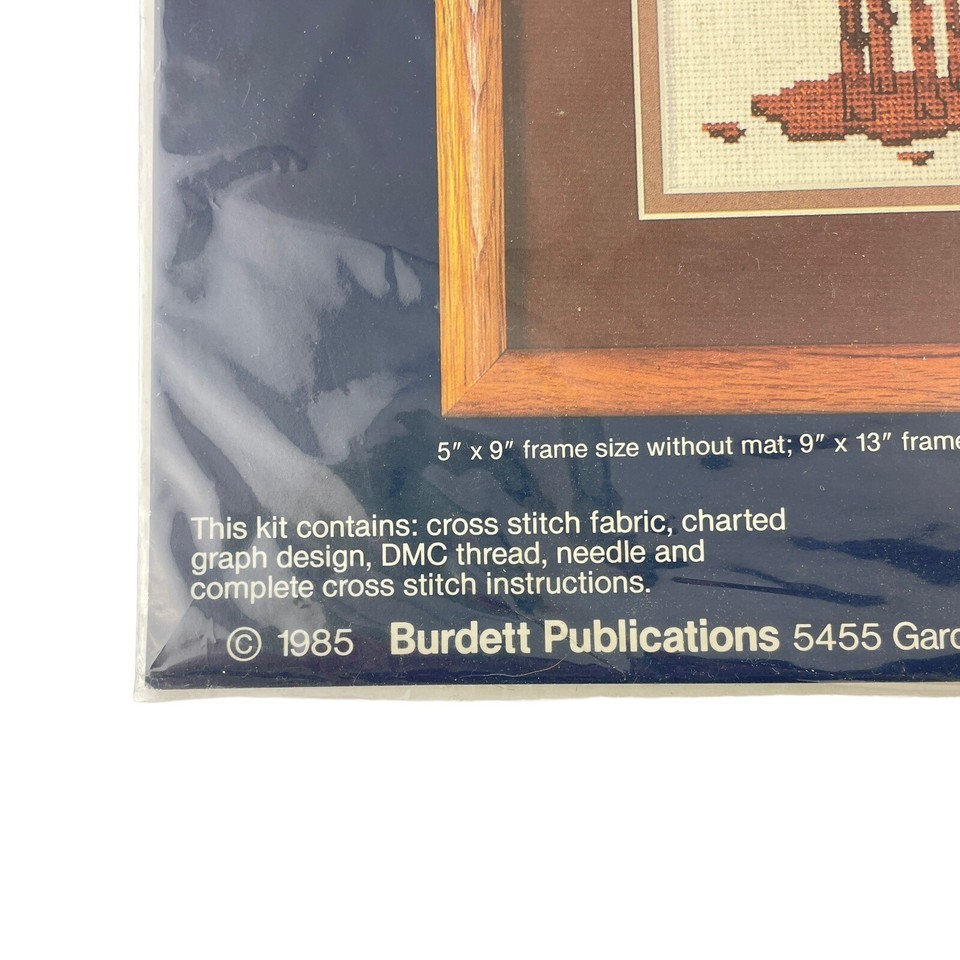 5" x 9" frame size without mat; 9" x 13" frame
This kit contains: cross stitch fabric, charted
graph design, DMC thread, needle and
complete cross stitch instructions.
© 1985 Burdett Publications 5455